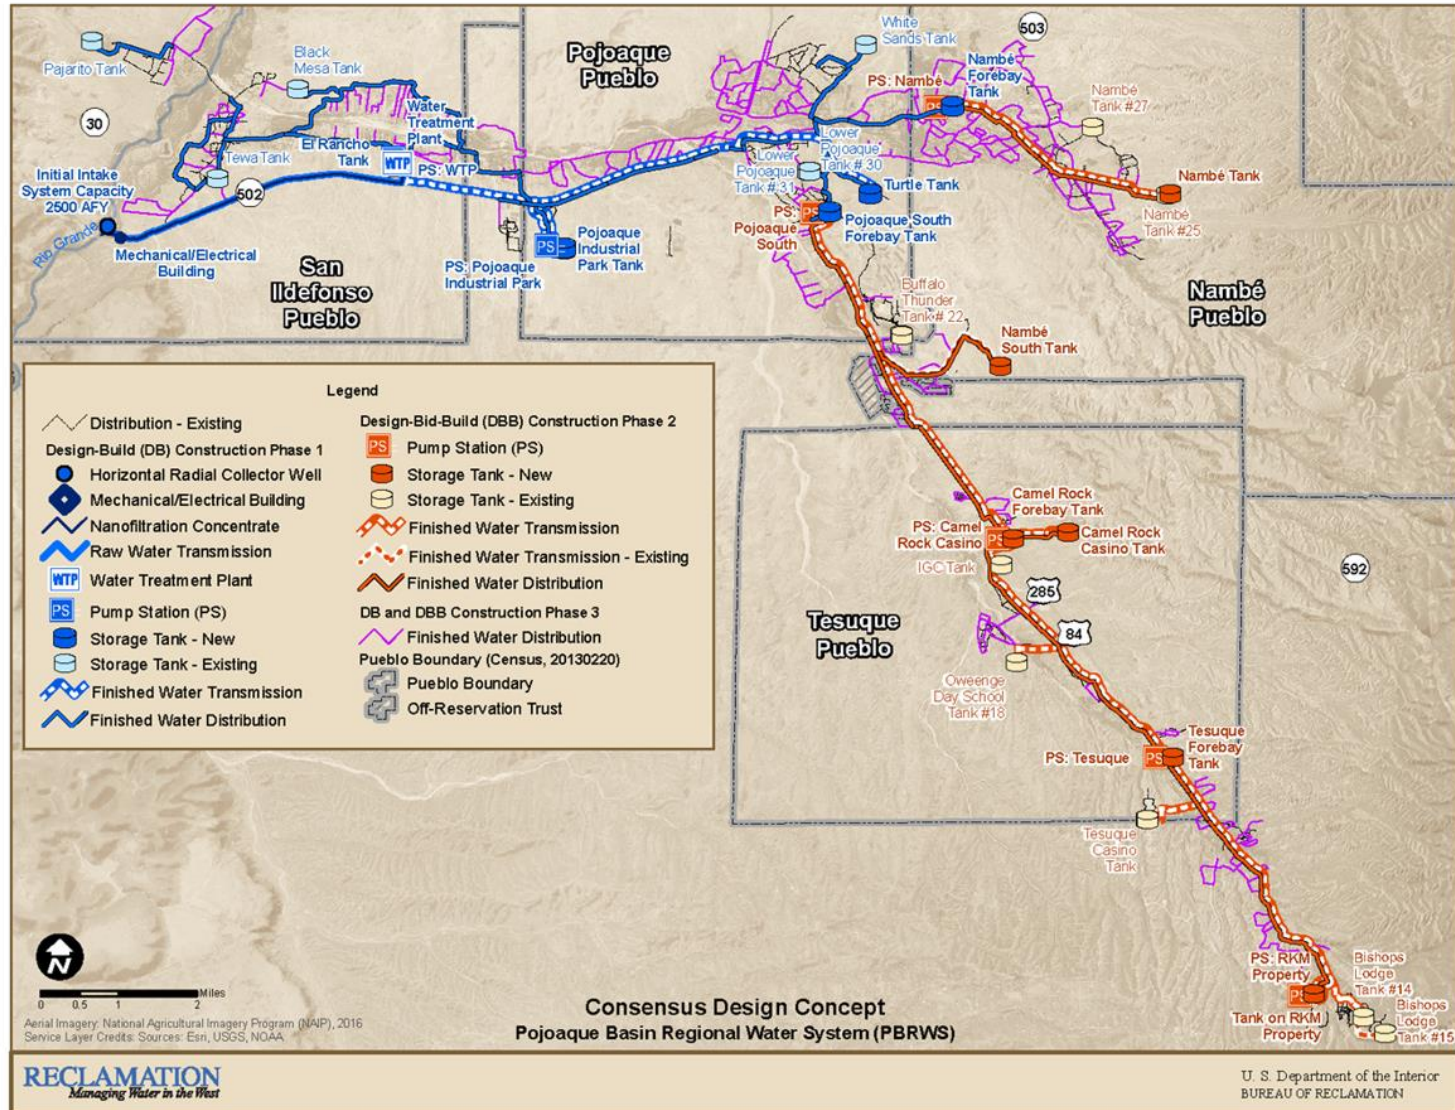 Pajarito Tank
Black
Mesa Tank
Pojoaque
Pueblo
White
Sands Tank
503
PS: Nambé
Nambé
Forebay
Tank
Nambé
Tank #27
30
Water
Treatment
Plant
El Rancho
Tank
WTP
PS: WTP
Tewa Tank
Initial Intake
System Capacity
2500 AFY
502
Rio Grande
Mechanical/Electrical
Building
San
Ildefonso
Pueblo
PS
PS: Pojoaque
Industrial Park
Pojoaque
Industrial
Park Tank
Lower
Pojoaque
Tank # 30
Lower
Pojoaque
Tank #31
Turtle Tank
PS:
Pojoaque
South
PS
Pojoaque South
Forebay Tank
Nambé Tank
Nambé
Tank #25
Buffalo
Thunder
Tank # 22
Nambé
Pueblo
Nambé
South Tank
Legend
Distribution - Existing
Design-Build (DB) Construction Phase 1
Horizontal Radial Collector Well
Mechanical/Electrical Building
Nanofiltration Concentrate
Raw Water Transmission
WTP Water Treatment Plant
PS Pump Station (PS)
Storage Tank - New
Storage Tank - Existing
Finished Water Transmission
Finished Water Distribution
Design-Bid-Build (DBB) Construction Phase 2
PS Pump Station (PS)
Storage Tank - New
Storage Tank - Existing
Finished Water Transmission
Finished Water Transmission - Existing
Finished Water Distribution
DB and DBB Construction Phase 3
Finished Water Distribution
Pueblo Boundary (Census, 20130220)
Pueblo Boundary
Off-Reservation Trust
Camel Rock
Forebay Tank
PS: Camel
Rock Casino
PS
Camel Rock
Casino Tank
IGC Tank
285
84
592
Tesuque
Pueblo
Oweenge
Day School
Tank #18
PS: Tesuque
PS
Tesuque
Forebay
Tank
Tesuque
Casino
Tank
PS: RKM
Property
PS
Tank on RKM
Property
Bishops
Lodge
Tank #14
Bishops
Lodge
Tank #15
N
Miles
0 0.5 1 2
Aerial Imagery: National Agricultural Imagery Program (NAIP), 2016
Service Layer Credits: Sources: Esri, USGS, NOAA
Consensus Design Concept
Pojoaque Basin Regional Water System (PBRWS)
RECLAMATION
Managing Water in the West
U. S. Department of the Interior
BUREAU OF RECLAMATION